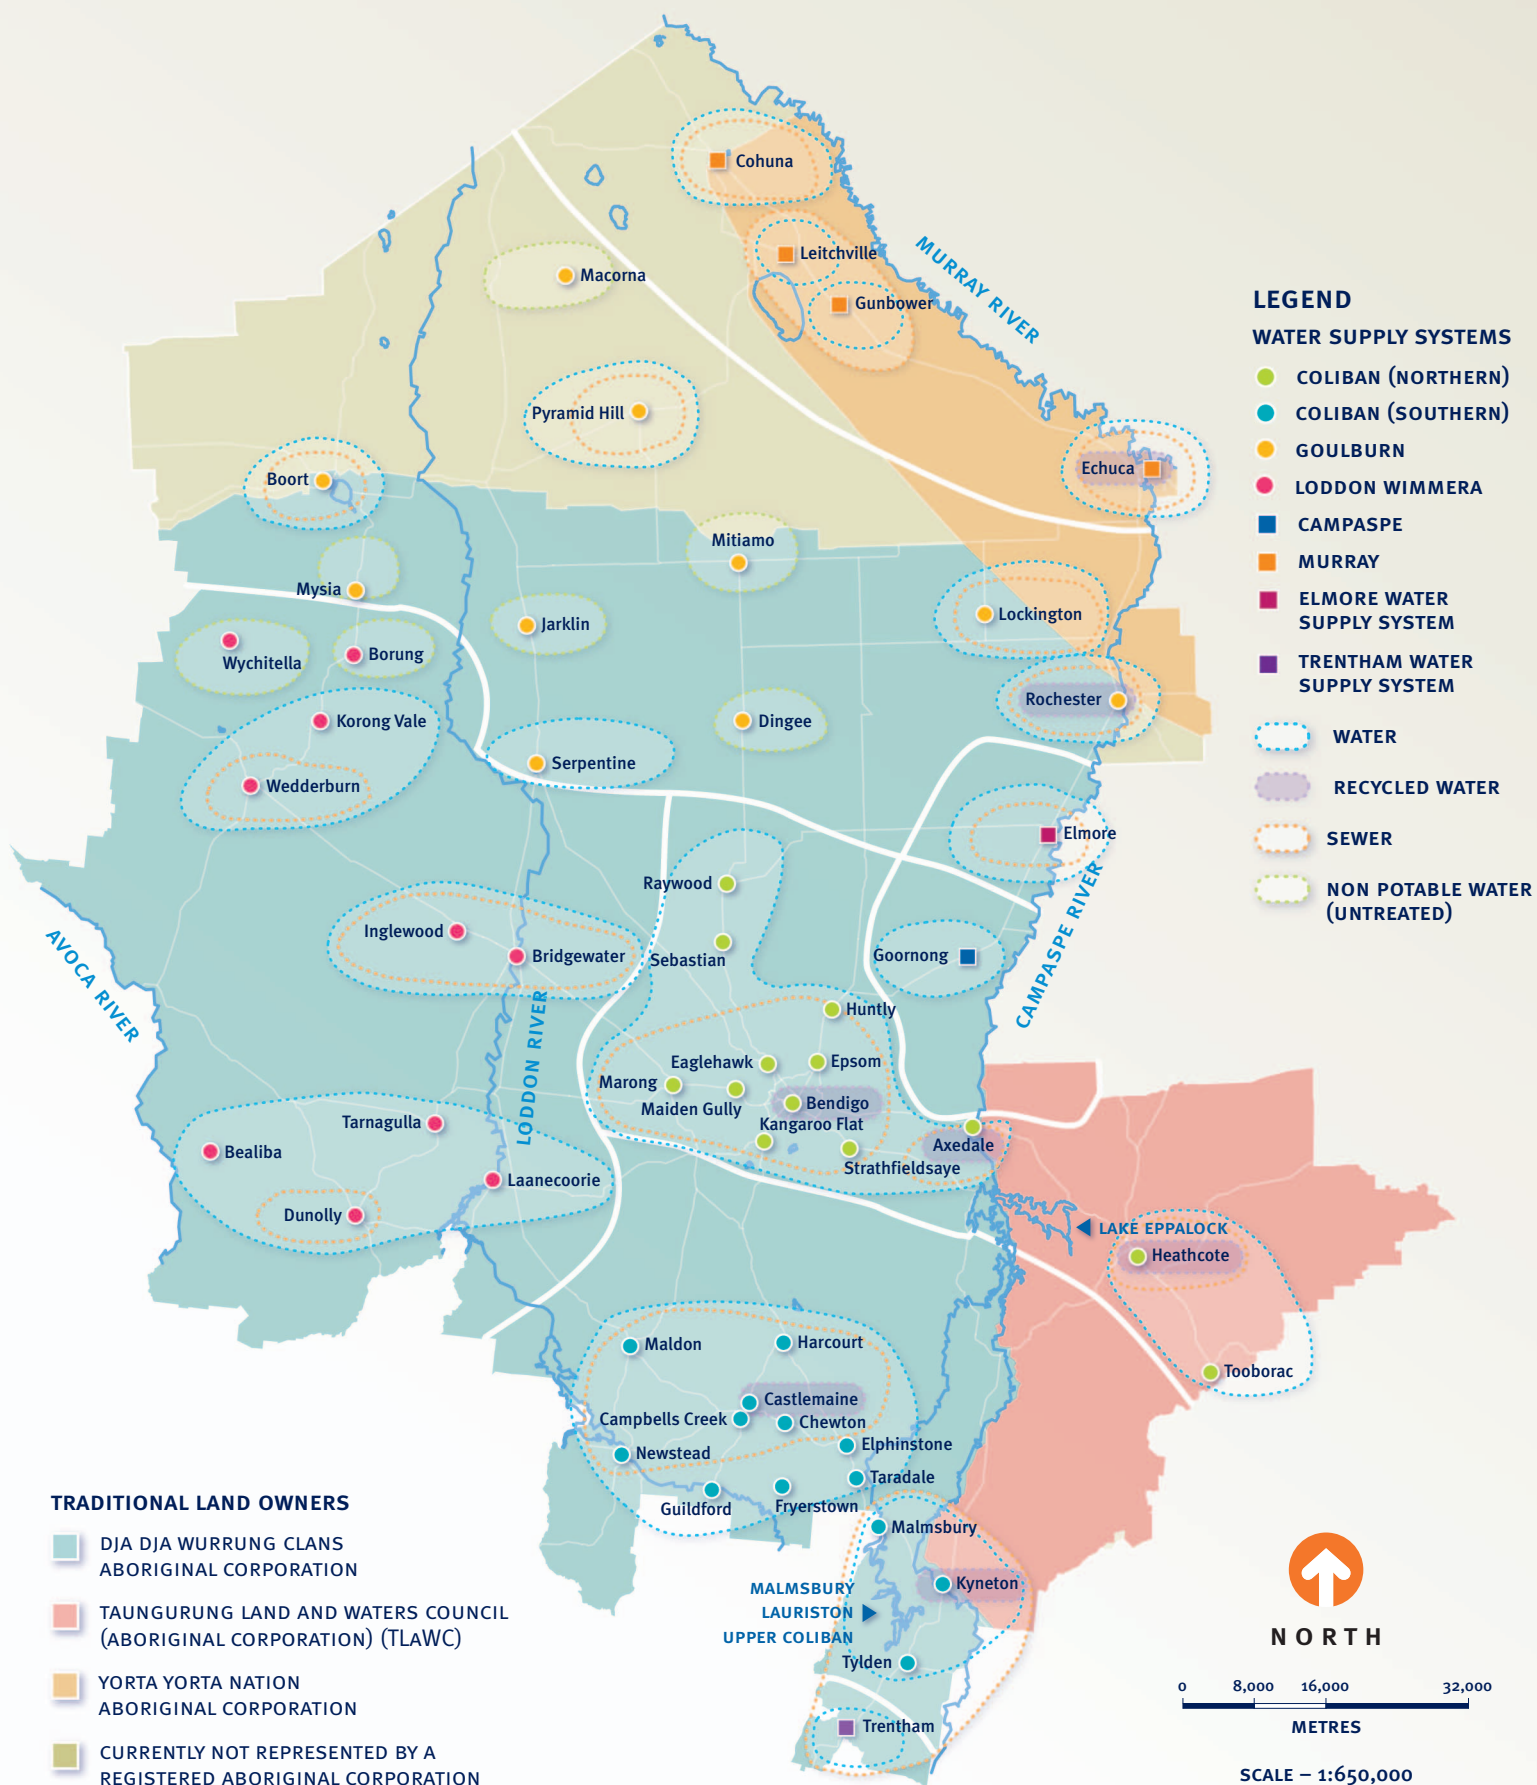 Cohuna
Leitchville
Gunbower
MURRAY RIVER
Macorna
Pyramid Hill
Boort
Echuca
Mitiamo
Mysia
Jarklin
Lockington
Wychitella
Borung
Korong Vale
Rochester
Dingee
Serpentine
Wedderburn
Elmore
Raywood
CAMPASPE RIVER
Inglewood
Bridgewater
Sebastian
Goornong
AVOCA RIVER
LODDON RIVER
Huntly
Eaglehawk
Epsom
Marong
Maiden Gully
Bendigo
Kangaroo Flat
Axedale
Strathfieldsaye
Tarnagulla
Bealiba
Laanecoorie
Dunolly
LAKE EPPALOCK
Heathcote
Maldon
Harcourt
Tooborac
Castlemaine
Campbells Creek
Chewton
Elphinstone
Newstead
Taradale
Guildford
Fryerstown
Malmsbury
Kyneton
MALMSBURY
LAURISTON
UPPER COLIBAN
Tylden
Trentham
LEGEND
WATER SUPPLY SYSTEMS
COLIBAN (NORTHERN)
COLIBAN (SOUTHERN)
GOULBURN
LODDON WIMMERA
CAMPASPE
MURRAY
ELMORE WATER
SUPPLY SYSTEM
TRENTHAM WATER
SUPPLY SYSTEM
WATER
RECYCLED WATER
SEWER
NON POTABLE WATER
(UNTREATED)
TRADITIONAL LAND OWNERS
DJA DJA WURRUNG CLANS
ABORIGINAL CORPORATION
TAUNGURUNG LAND AND WATERS COUNCIL
(ABORIGINAL CORPORATION) (TLaWC)
YORTA YORTA NATION
ABORIGINAL CORPORATION
CURRENTLY NOT REPRESENTED BY A
REGISTERED ABORIGINAL CORPORATION
NORTH
0 8,000 16,000 32,000
METRES
SCALE – 1:650,000